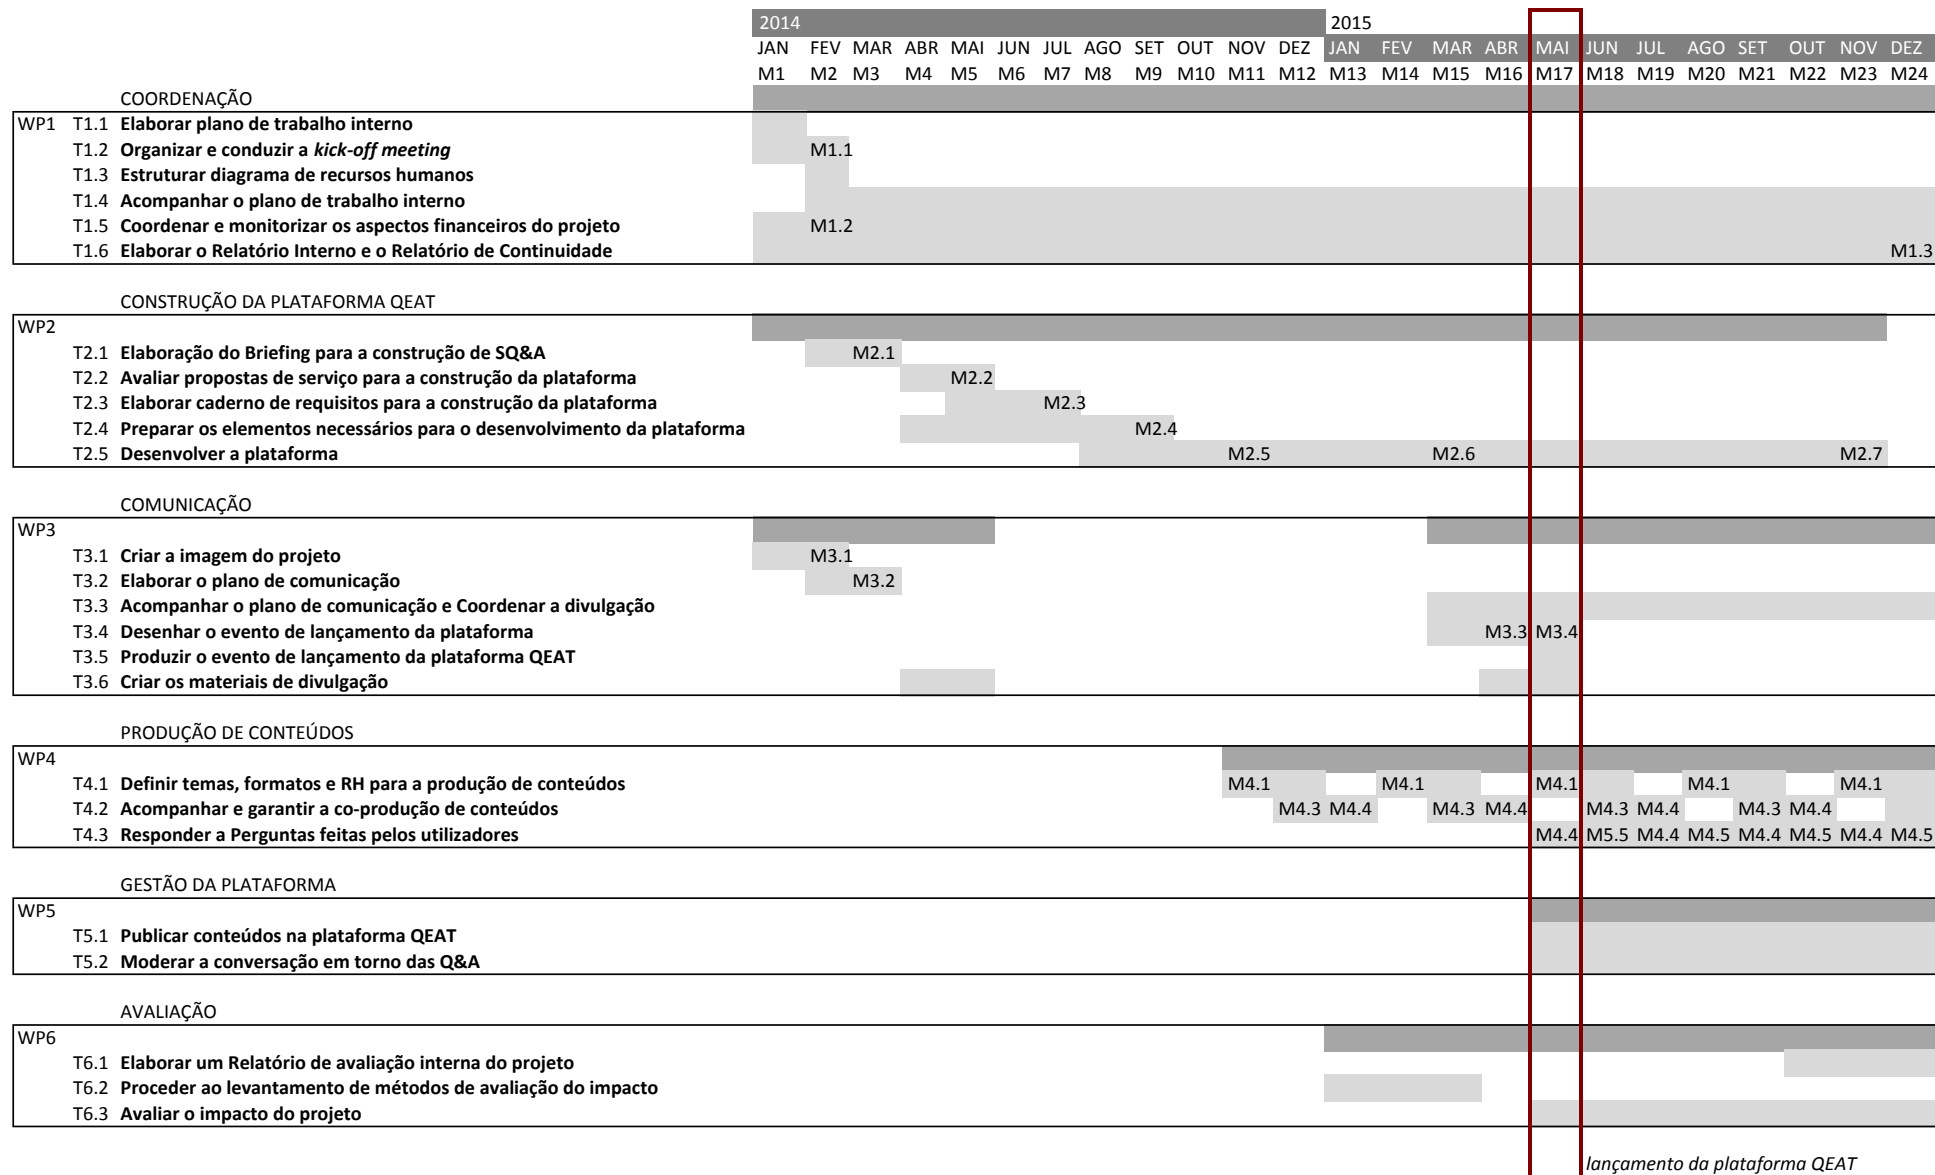 2014 2015
JAN FEV MAR ABR MAI JUN JUL AGO SET OUT NOV DEZ JAN FEV MAR ABR MAI JUN JUL AGO SET OUT NOV DEZ
M1 M2 M3 M4 M5 M6 M7 M8 M9 M10 M11 M12 M13 M14 M15 M16 M17 M18 M19 M20 M21 M22 M23 M24
COORDENAÇÃO
WP1 T1.1 Elaborar plano de trabalho interno
T1.2 Organizar e conduzir a kick-off meeting M1.1
T1.3 Estruturar diagrama de recursos humanos
T1.4 Acompanhar o plano de trabalho interno
T1.5 Coordenar e monitorizar os aspectos financeiros do projeto M1.2
T1.6 Elaborar o Relatório Interno e o Relatório de Continuidade M1.3
CONSTRUÇÃO DA PLATAFORMA QEAT
WP2
T2.1 Elaboração do Briefing para a construção de SQ&A M2.1
T2.2 Avaliar propostas de serviço para a construção da plataforma M2.2
T2.3 Elaborar caderno de requisitos para a construção da plataforma M2.3
T2.4 Preparar os elementos necessários para o desenvolvimento da plataforma M2.4
T2.5 Desenvolver a plataforma M2.5 M2.6 M2.7
COMUNICAÇÃO
WP3
T3.1 Criar a imagem do projeto M3.1
T3.2 Elaborar o plano de comunicação M3.2
T3.3 Acompanhar o plano de comunicação e Coordenar a divulgação
T3.4 Desenhar o evento de lançamento da plataforma M3.3 M3.4
T3.5 Produzir o evento de lançamento da plataforma QEAT
T3.6 Criar os materiais de divulgação
PRODUÇÃO DE CONTEÚDOS
WP4
T4.1 Definir temas, formatos e RH para a produção de conteúdos M4.1 M4.1 M4.1 M4.1 M4.1
T4.2 Acompanhar e garantir a co-produção de conteúdos M4.3 M4.4 M4.3 M4.4 M4.3 M4.4 M4.3 M4.4
T4.3 Responder a Perguntas feitas pelos utilizadores M4.4 M5.5 M4.4 M4.5 M4.4 M4.5 M4.4 M4.5
GESTÃO DA PLATAFORMA
WP5
T5.1 Publicar conteúdos na plataforma QEAT
T5.2 Moderar a conversação em torno das Q&A
AVALIAÇÃO
WP6
T6.1 Elaborar um Relatório de avaliação interna do projeto
T6.2 Proceder ao levantamento de métodos de avaliação do impacto
T6.3 Avaliar o impacto do projeto
lançamento da plataforma QEAT